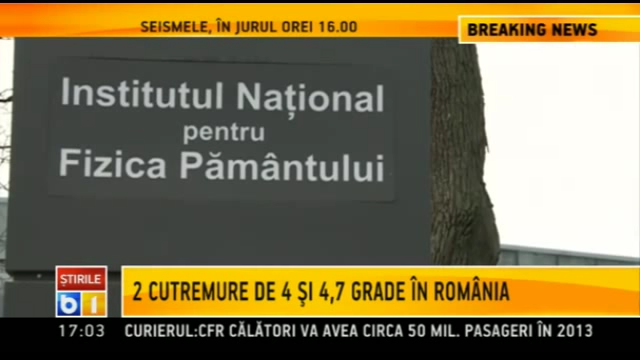 SEISMELE, ÎN JURUL OREI 16.00
BREAKING NEWS
Institutul Național
pentru
Fizica Pământului
ȘTIRILE
b1
2 CUTREMURE DE 4 ŞI 4,7 GRADE ÎN ROMÂNIA
17:03 CURIERUL:CFR CĂLĂTORI VA AVEA CIRCA 50 MIL. PASAGERI ÎN 2013